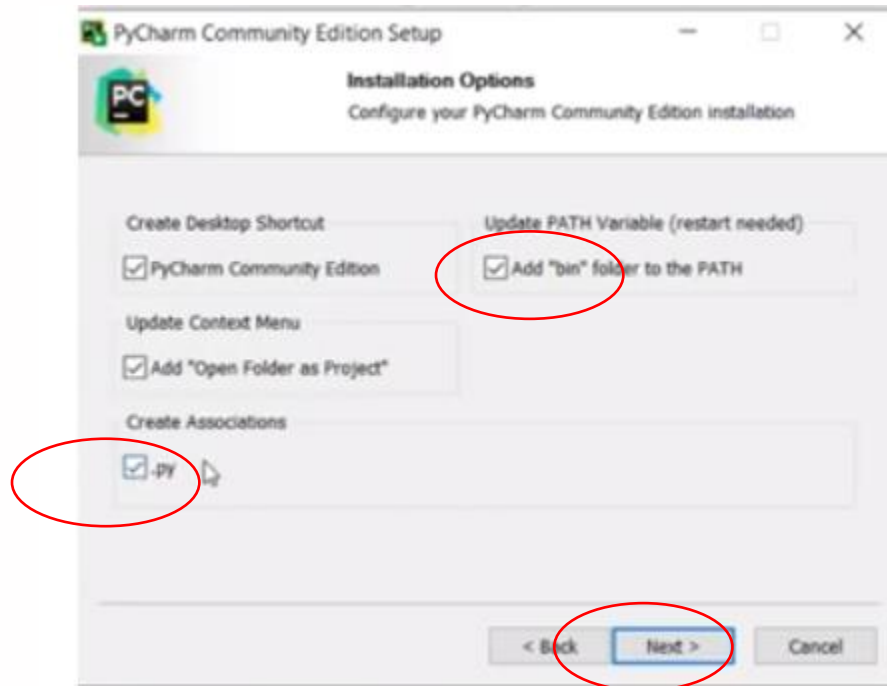 PyCharm Community Edition Setup
PC
Installation Options
Configure your PyCharm Community Edition installation
Create Desktop Shortcut
PyCharm Community Edition
Update PATH Variable (restart needed)
Add "bin" folder to the PATH
Update Context Menu
Add "Open Folder as Project"
Create Associations
.py
< Back
Next >
Cancel